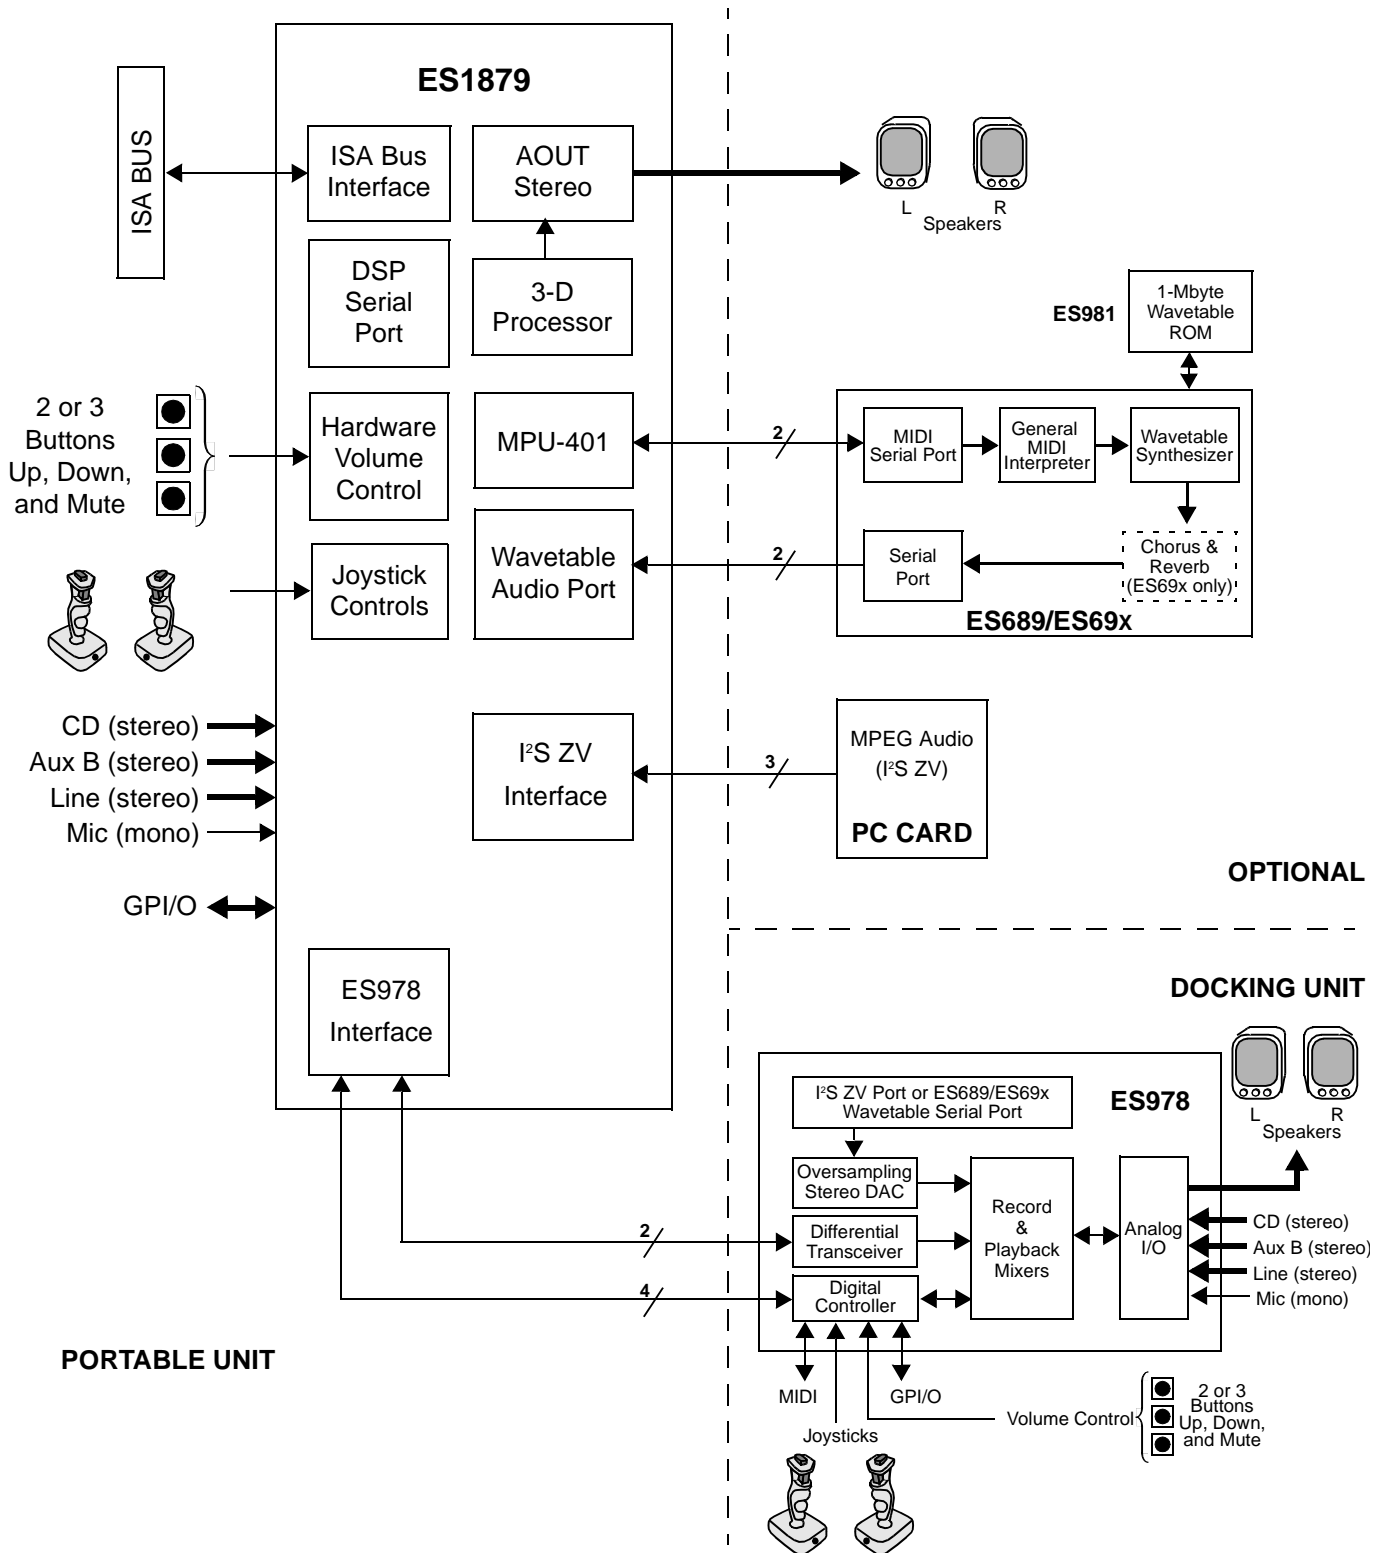 ES1879
ISA BUS
ISA Bus
Interface
AOUT
Stereo
L
R
Speakers
DSP
Serial
Port
3-D
Processor
ES981
1-Mbyte
Wavetable
ROM
2 or 3
Buttons
Up, Down,
and Mute
Hardware
Volume
Control
MPU-401
2
MIDI
Serial Port
General
MIDI
Interpreter
Wavetable
Synthesizer
Joystick
Controls
Wavetable
Audio Port
2
Serial
Port
Chorus &
Reverb
(ES69x only)
ES689/ES69x
CD (stereo)
Aux B (stereo)
Line (stereo)
Mic (mono)
GPI/O
I²S ZV
Interface
3
MPEG Audio
(I²S ZV)
PC CARD
OPTIONAL
ES978
Interface
DOCKING UNIT
I²S ZV Port or ES689/ES69x
Wavetable Serial Port
ES978
L
R
Speakers
Oversampling
Stereo DAC
Differential
Transceiver
Digital
Controller
Record
&
Playback
Mixers
Analog
I/O
CD (stereo)
Aux B (stereo)
Line (stereo)
Mic (mono)
2
4
PORTABLE UNIT
MIDI
GPI/O
Joysticks
Volume Control
2 or 3
Buttons
Up, Down,
and Mute